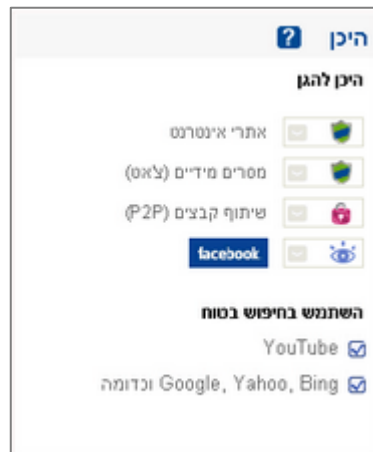 היכן ?
היכן להגן
אתרי אינטרנט
מסרים מידיים (צ'אט)
שיתוף קבצים (P2P)
facebook
השתמש בחיפוש בטוח
YouTube
Google, Yahoo, Bing וכדומה